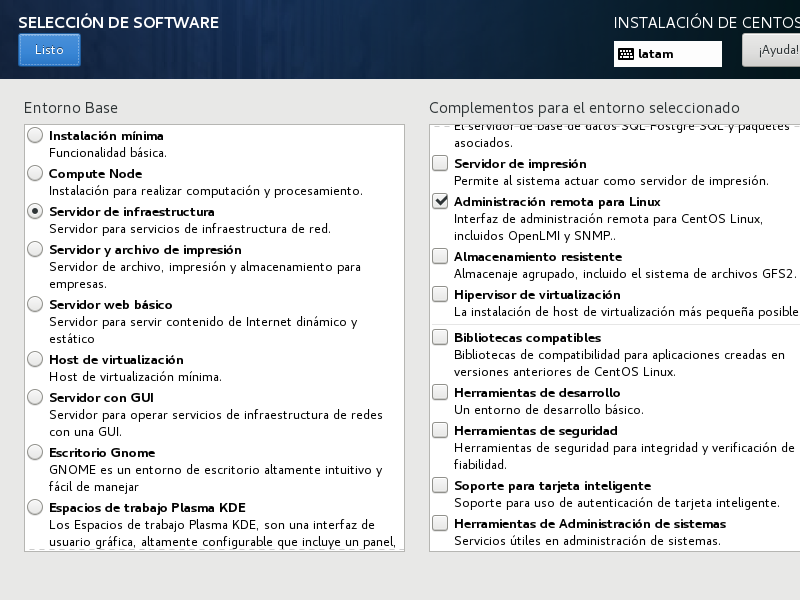 SELECCIÓN DE SOFTWARE
INSTALACIÓN DE CENTOS
Listo
latam
¡Ayuda!
Entorno Base
Instalación mínima
Funcionalidad básica.
Compute Node
Instalación para realizar computación y procesamiento.
Servidor de infraestructura
Servidor para servicios de infraestructura de red.
Servidor y archivo de impresión
Servidor de archivo, impresión y almacenamiento para
empresas.
Servidor web básico
Servidor para servir contenido de Internet dinámico y
estático
Host de virtualización
Host de virtualización mínima.
Servidor con GUI
Servidor para operar servicios de infraestructura de redes
con una GUI.
Escritorio Gnome
GNOME es un entorno de escritorio altamente intuitivo y
fácil de manejar
Espacios de trabajo Plasma KDE
Los Espacios de trabajo Plasma KDE, son una interfaz de
usuario gráfica, altamente configurable que incluye un panel,
Complementos para el entorno seleccionado
El servidor de base de datos SQL Postgre SQL y paquetes
asociados.
Servidor de impresión
Permite al sistema actuar como servidor de impresión.
Administración remota para Linux
Interfaz de administración remota para CentOS Linux,
incluidos OpenLMI y SNMP..
Almacenamiento resistente
Almacenaje agrupado, incluido el sistema de archivos GFS2.
Hipervisor de virtualización
La instalación de host de virtualización más pequeña posible
Bibliotecas compatibles
Bibliotecas de compatibilidad para aplicaciones creadas en
versiones anteriores de CentOS Linux.
Herramientas de desarrollo
Un entorno de desarrollo básico.
Herramientas de seguridad
Herramientas de seguridad para integridad y verificación de
fiabilidad.
Soporte para tarjeta inteligente
Soporte para uso de autenticación de tarjeta inteligente.
Herramientas de Administración de sistemas
Servicios útiles en administración de sistemas.